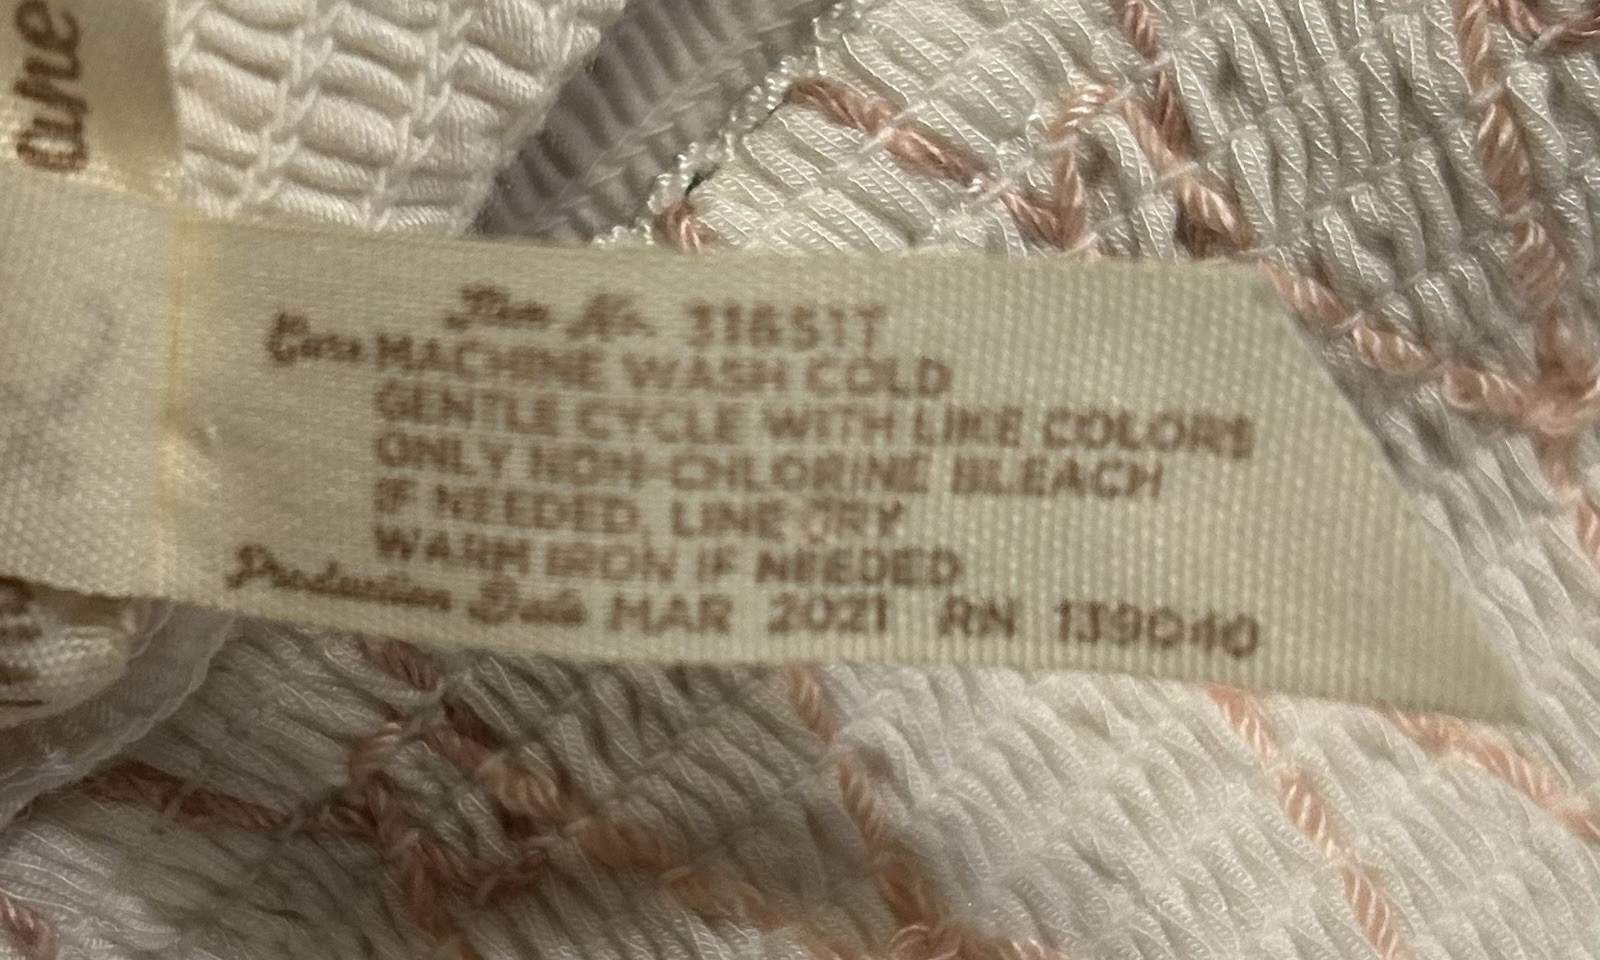 Item No. 31851T
Care MACHINE WASH COLD
GENTLE CYCLE WITH LIKE COLORS
ONLY NON-CHLORINE BLEACH
IF NEEDED, LINE DRY
WARM IRON IF NEEDED
Production Date MAR 2021 RN 139040